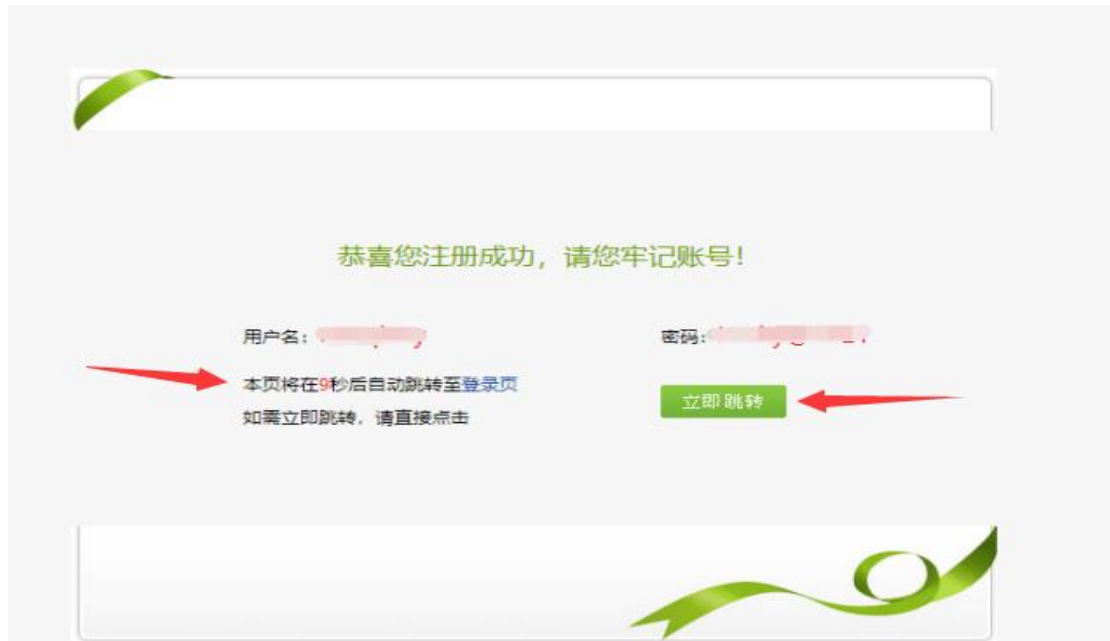 恭喜您注册成功，请您牢记账号！
用户名：
密码：
本页将在9秒后自动跳转至登录页
立即跳转
如需立即跳转，请直接点击